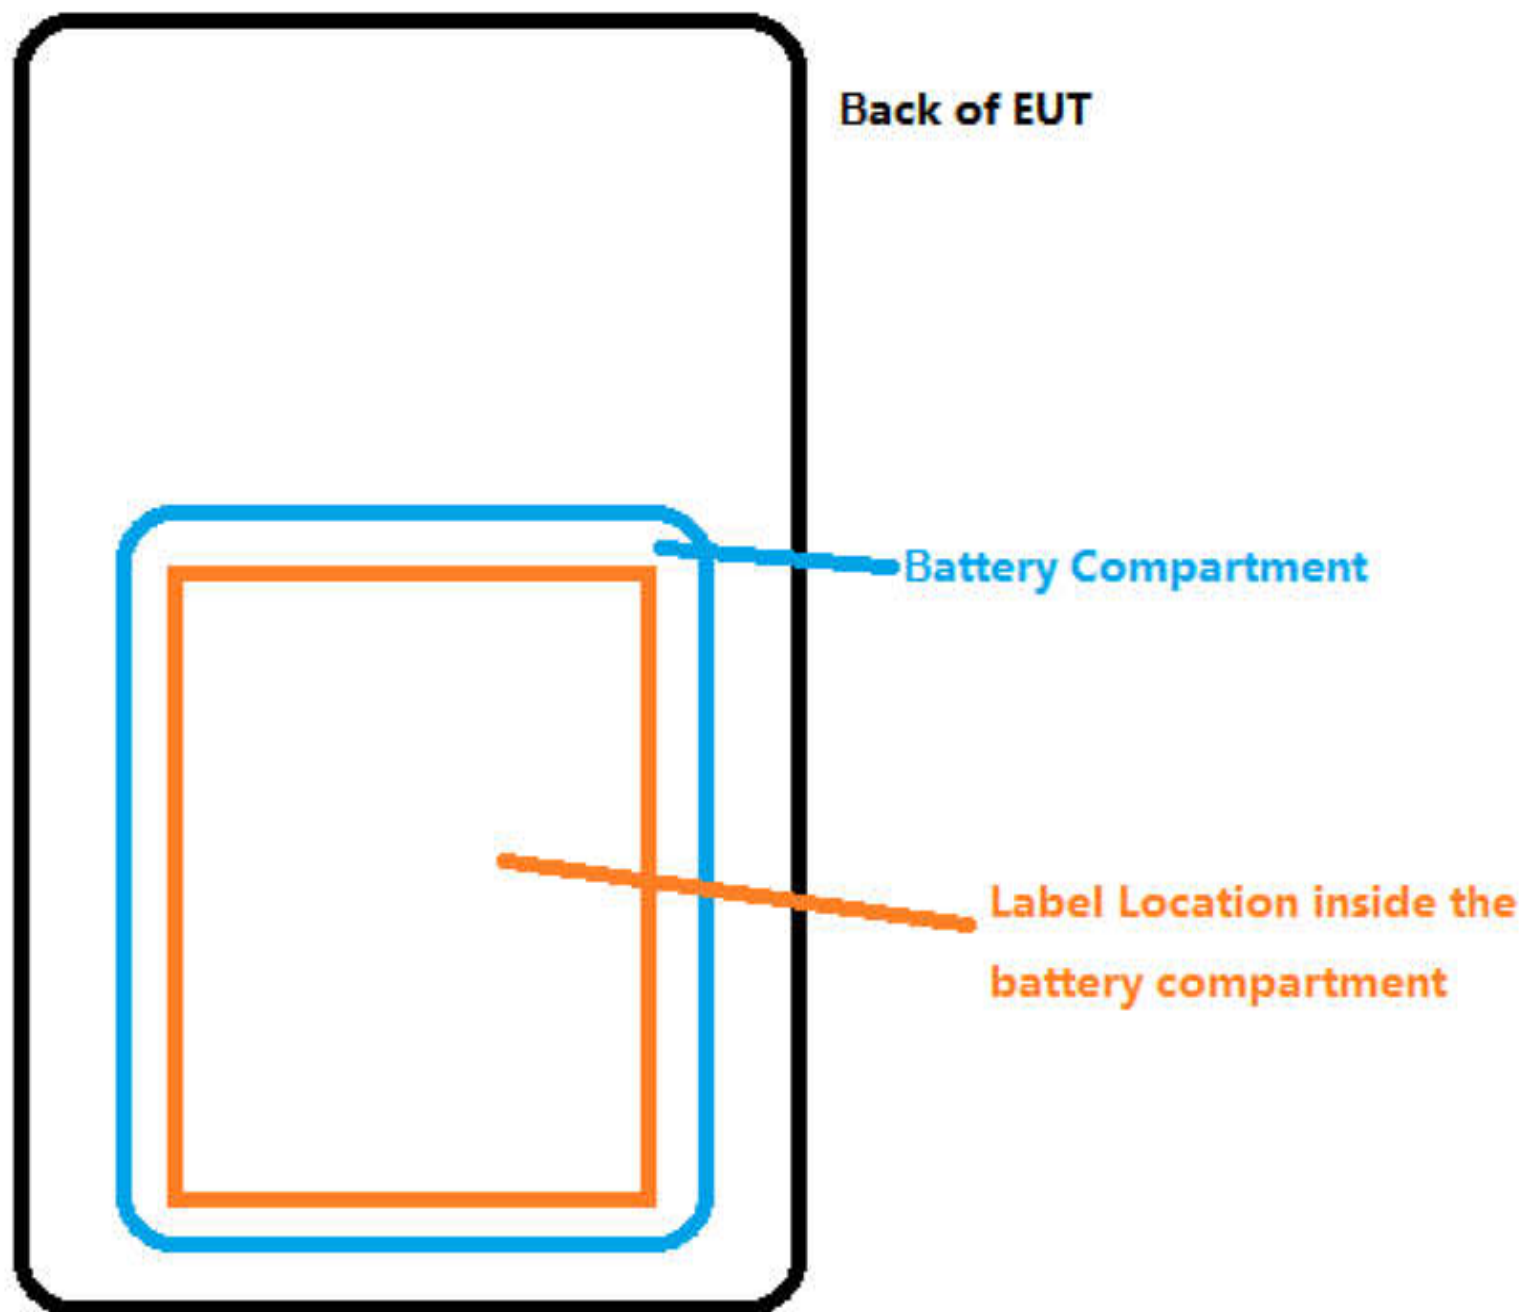 Back of EUT
Battery Compartment
Label Location inside the
battery compartment